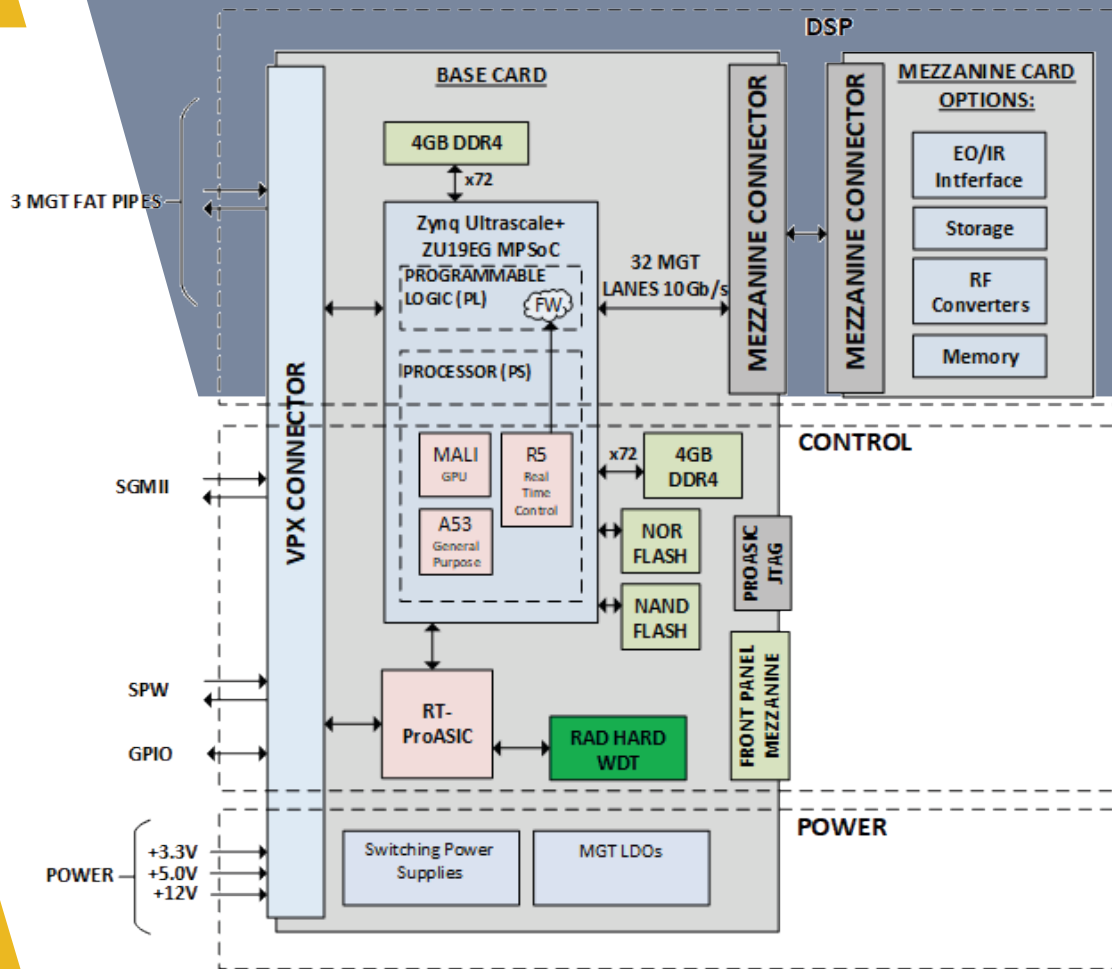 DSP
BASE CARD
MEZZANINE CARD
OPTIONS:
4GB DDR4
x72
3 MGT FAT PIPES
Zynq Ultrascale+
ZU19EG MPSoC
PROGRAMMABLE
LOGIC (PL)
FW
32 MGT
LANES 10Gb/s
MEZZANINE CONNECTOR
MEZZANINE CONNECTOR
EO/IR
Intferface
Storage
RF
Converters
Memory
PROCESSOR (PS)
VPX CONNECTOR
CONTROL
MALI
GPU
R5
Real
Time
Control
A53
General
Purpose
x72
4GB
DDR4
SGMII
NOR
FLASH
NAND
FLASH
PROASIC
JTAG
FRONT PANEL
MEZZANINE
SPW
GPIO
RT-
ProASIC
RAD HARD
WDT
POWER
POWER
+3.3V
+5.0V
+12V
Switching Power
Supplies
MGT LDOs